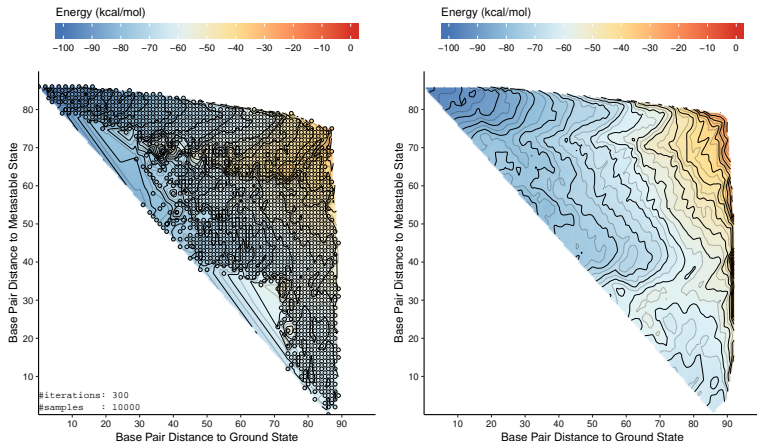 Energy (kcal/mol)
−100 −90 −80 −70 −60 −50 −40 −30 −20 −10 0
Base Pair Distance to Metastable State
80
70
60
50
40
30
20
10
#iterations: 300
#samples : 10000
10 20 30 40 50 60 70 80 90
Base Pair Distance to Ground State
Energy (kcal/mol)
−100 −90 −80 −70 −60 −50 −40 −30 −20 −10 0
Base Pair Distance to Metastable State
80
70
60
50
40
30
20
10
10 20 30 40 50 60 70 80 90
Base Pair Distance to Ground State